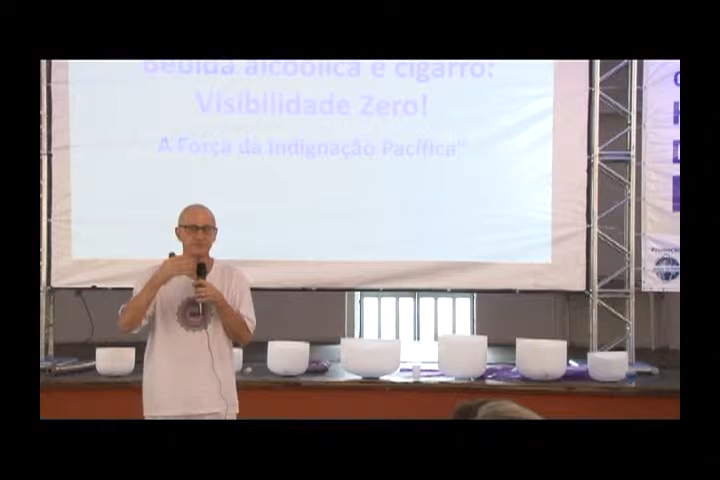 Bebida alcoólica e cigarro:
Visibilidade Zero!
A Força da Indignação Pacífica"